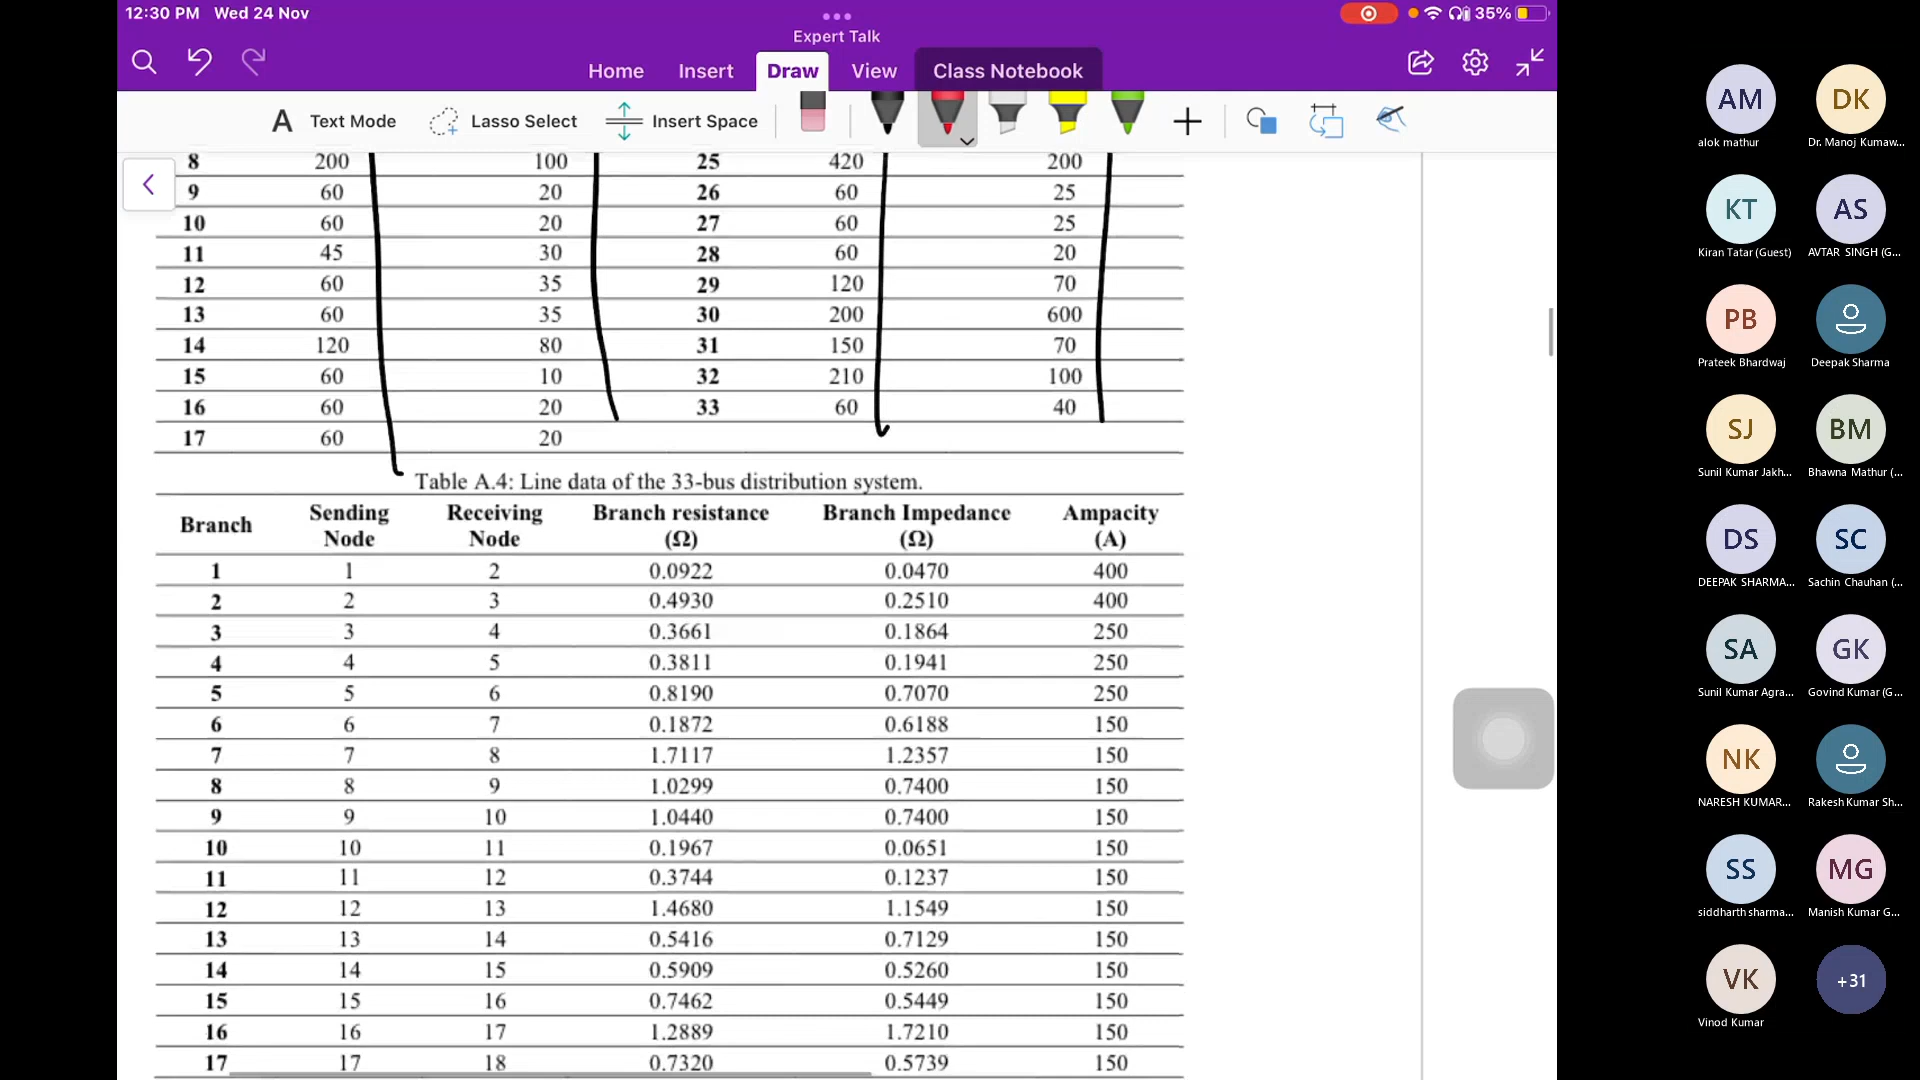 12:30 PM Wed 24 Nov
35%
Expert Talk
Home Insert Draw View Class Notebook
A Text Mode Lasso Select Insert Space
8 200 100 25 420 200
9 60 20 26 60 25
10 60 20 27 60 25
11 45 30 28 60 20
12 60 35 29 120 70
13 60 35 30 200 600
14 120 80 31 150 70
15 60 10 32 210 100
16 60 20 33 60 40
17 60 20
Table A.4: Line data of the 33-bus distribution system.
Branch Sending Node Receiving Node Branch resistance (Ω) Branch Impedance (Ω) Ampacity (A)
1 1 2 0.0922 0.0470 400
2 2 3 0.4930 0.2510 400
3 3 4 0.3661 0.1864 250
4 4 5 0.3811 0.1941 250
5 5 6 0.8190 0.7070 250
6 6 7 0.1872 0.6188 150
7 7 8 1.7117 1.2357 150
8 8 9 1.0299 0.7400 150
9 9 10 1.0440 0.7400 150
10 10 11 0.1967 0.0651 150
11 11 12 0.3744 0.1237 150
12 12 13 1.4680 1.1549 150
13 13 14 0.5416 0.7129 150
14 14 15 0.5909 0.5260 150
15 15 16 0.7462 0.5449 150
16 16 17 1.2889 1.7210 150
17 17 18 0.7320 0.5739 150
AM DK
alok mathur Dr. Manoj Kumaw...
KT AS
Kiran Tatar (Guest) AVTAR SINGH (G...
PB
Prateek Bhardwaj Deepak Sharma
SJ BM
Sunil Kumar Jakh... Bhawna Mathur (...
DS SC
DEEPAK SHARMA... Sachin Chauhan (...
SA GK
Sunil Kumar Agra... Govind Kumar (G...
NK
NARESH KUMAR... Rakesh Kumar Sh...
SS MG
siddharth sharma... Manish Kumar G...
VK +31
Vinod Kumar